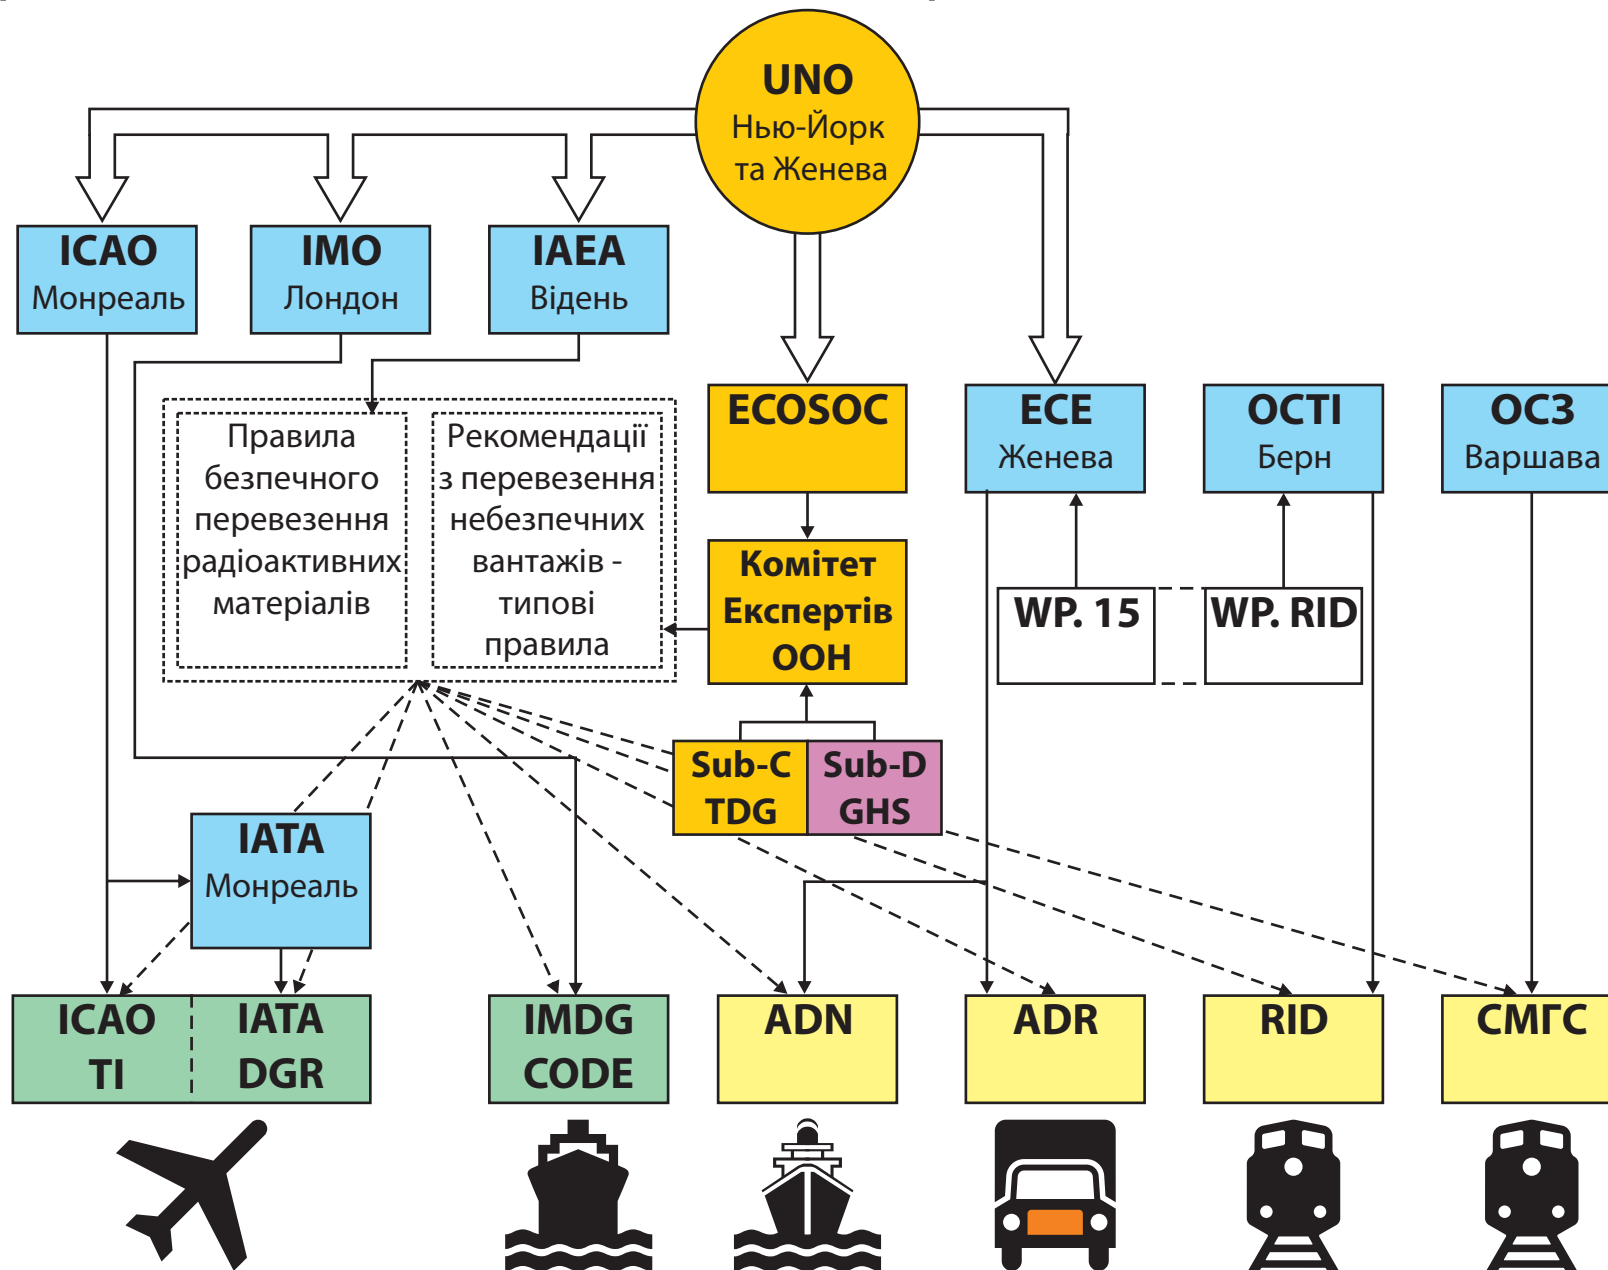 UNO
Нью-Йорк
та Женева
ICAO
Монреаль
IMO
Лондон
IAEA
Відень
ECOSOC
ECE
Женева
ОСТІ
Берн
ОСЗ
Варшава
Правила
безпечного
перевезення
радіоактивних
матеріалів
Рекомендації
з перевезення
небезпечних
вантажів -
типові
правила
Комітет
Експертів
ООН
WP. 15
WP. RID
Sub-C
TDG
Sub-D
GHS
IATA
Монреаль
ICAO
TI
IATA
DGR
IMDG
CODE
ADN
ADR
RID
СМГС